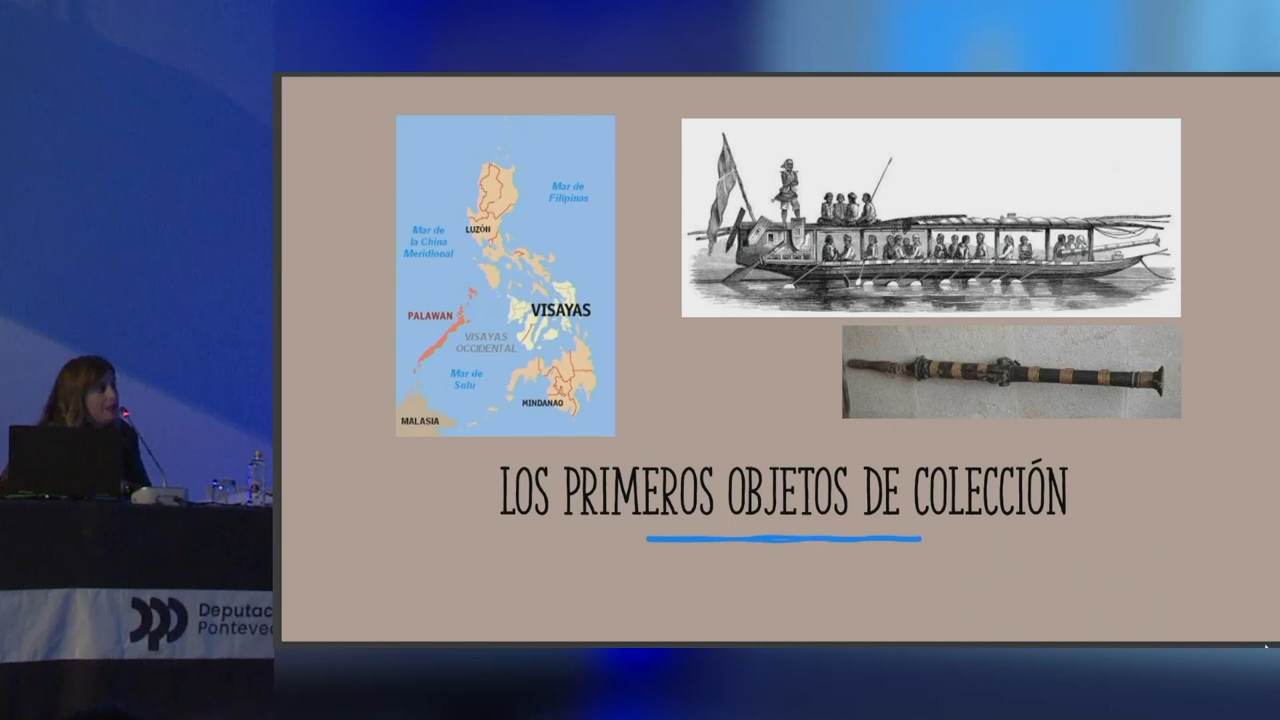 Mar de
Filipinas
LUZÓN
Mar de
la China
Meridional
VISAYAS
PALAWAN
VISAYAS
OCCIDENTAL
Mar de
Sulu
MINDANAO
MALASIA
LOS PRIMEROS OBJETOS DE COLECCIÓN
Deputac
Ponteve